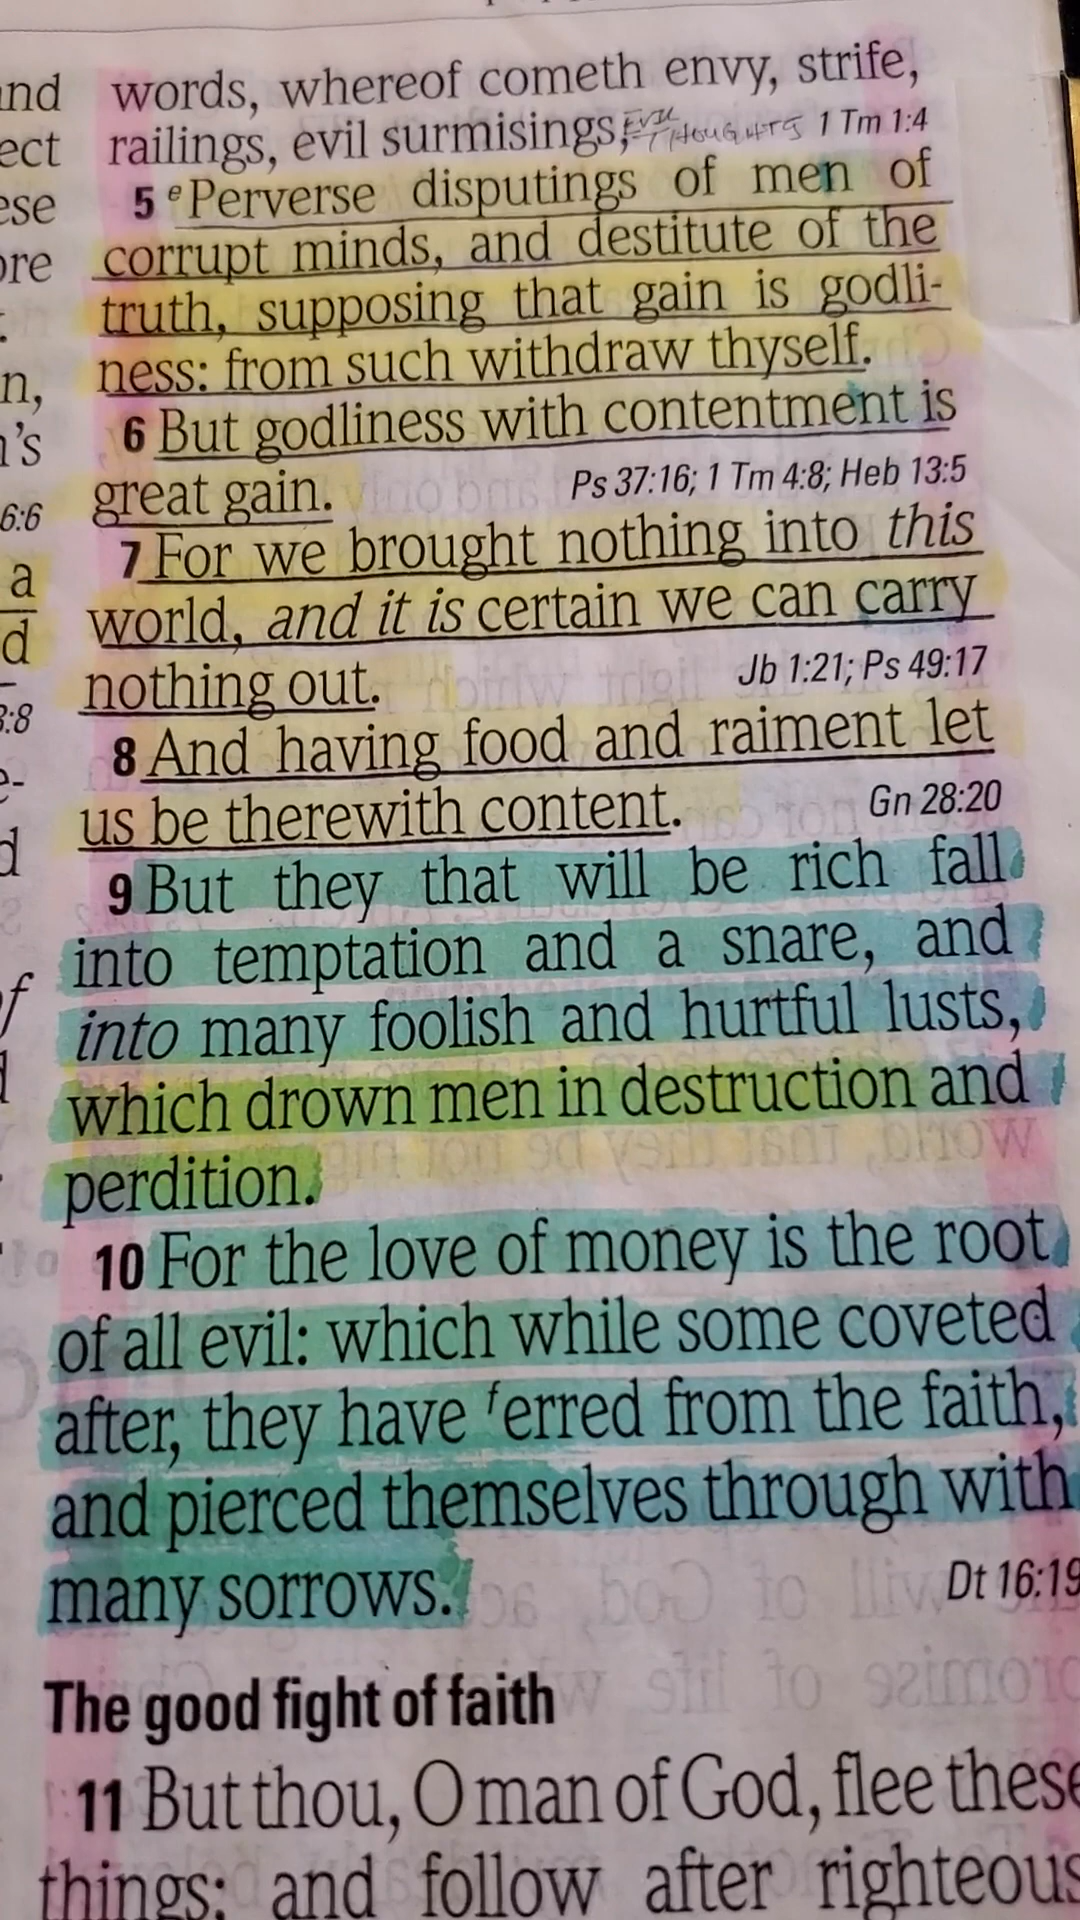 words, whereof cometh envy, strife,
railings, evil surmisings, EVIL THOUGHTS 1 Tm 1:4
5 ᵉPerverse disputings of men of
corrupt minds, and destitute of the
truth, supposing that gain is godli-
ness: from such withdraw thyself.
6 But godliness with contentment is
great gain. Ps 37:16; 1 Tm 4:8; Heb 13:5
7 For we brought nothing into this
world, and it is certain we can carry
nothing out. Jb 1:21; Ps 49:17
8 And having food and raiment let
us be therewith content. Gn 28:20
9 But they that will be rich fall
into temptation and a snare, and
into many foolish and hurtful lusts,
which drown men in destruction and
perdition.
10 For the love of money is the root
of all evil: which while some coveted
after, they have ᶠerred from the faith,
and pierced themselves through with
many sorrows. Dt 16:19
The good fight of faith
11 But thou, O man of God, flee these
things; and follow after righteous